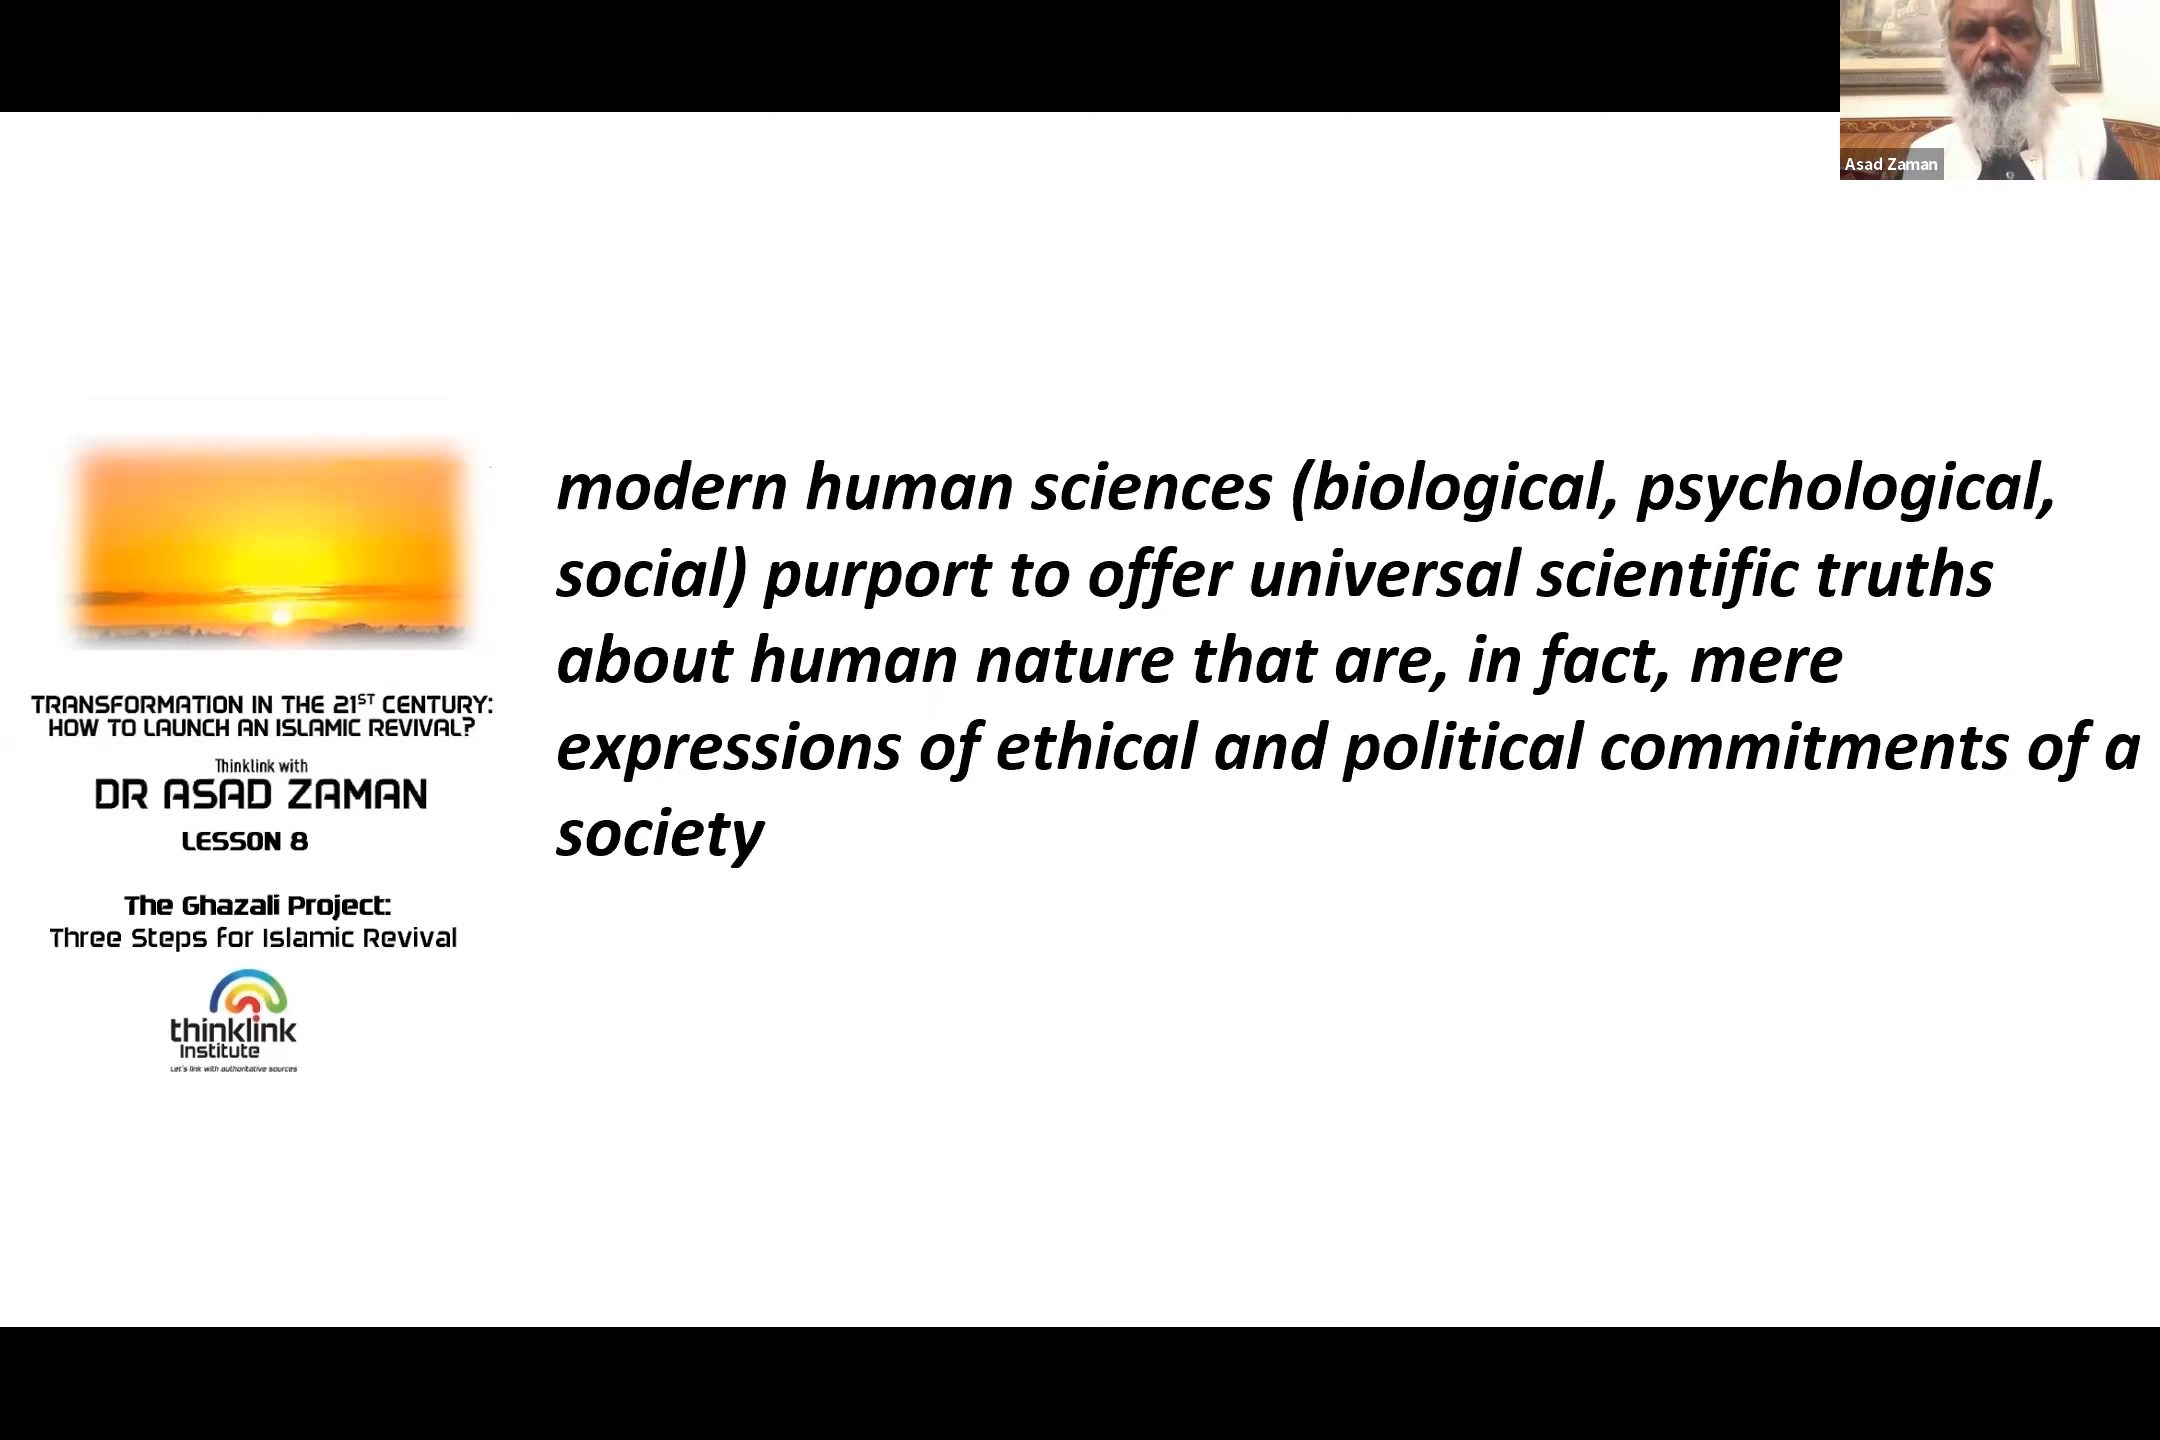 Asad Zaman
modern human sciences (biological, psychological,
social) purport to offer universal scientific truths
about human nature that are, in fact, mere
expressions of ethical and political commitments of a
society
TRANSFORMATION IN THE 21ST CENTURY:
HOW TO LAUNCH AN ISLAMIC REVIVAL?
Thinklink with
DR ASAD ZAMAN
LESSON 8
The Ghazali Project:
Three Steps for Islamic Revival
thinklink
Institute
Let's link with authoritative sources